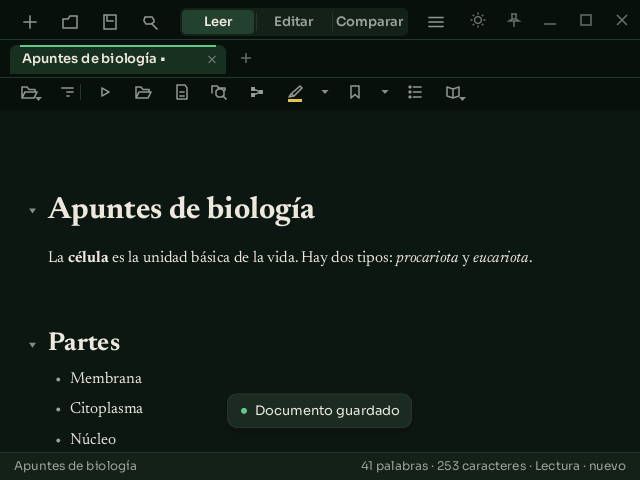 Leer Editar Comparar
Apuntes de biología •
Apuntes de biología
La célula es la unidad básica de la vida. Hay dos tipos: procariota y eucariota.
Partes
• Membrana
• Citoplasma
• Núcleo
Documento guardado
Apuntes de biología 41 palabras · 253 caracteres · Lectura · nuevo